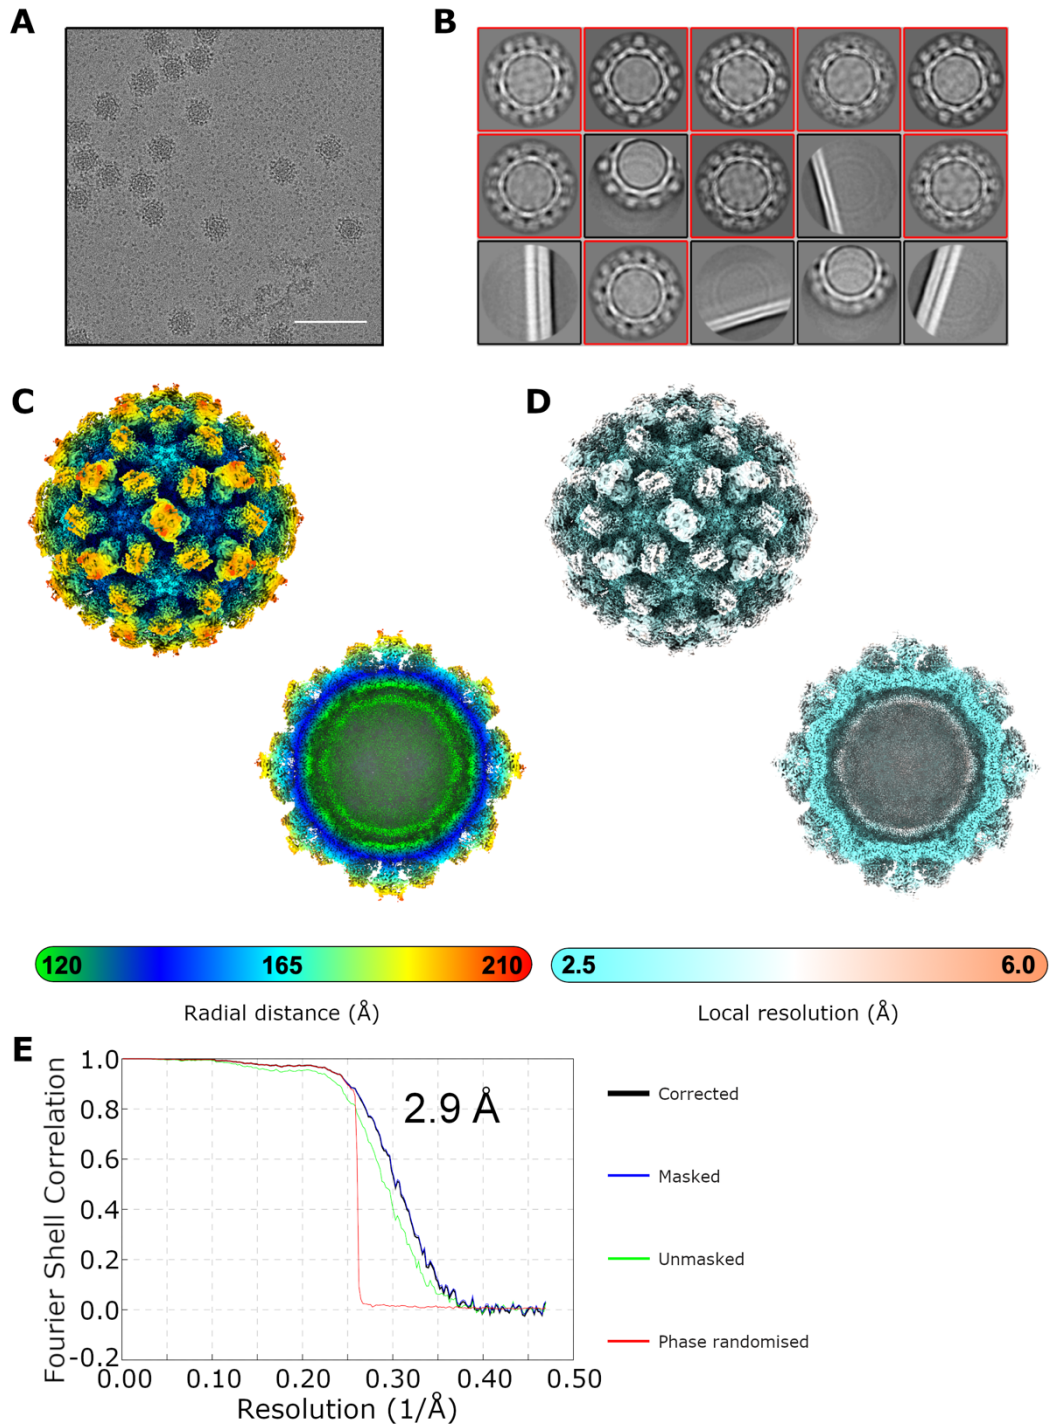 A
B
C
D
120 165 210
Radial distance (Å)
2.5 6.0
Local resolution (Å)
E
Fourier Shell Correlation
1.0
0.8
0.6
0.4
0.2
0.0
-0.2
2.9 Å
0.00 0.10 0.20 0.30 0.40 0.50
Resolution (1/Å)
Corrected
Masked
Unmasked
Phase randomised